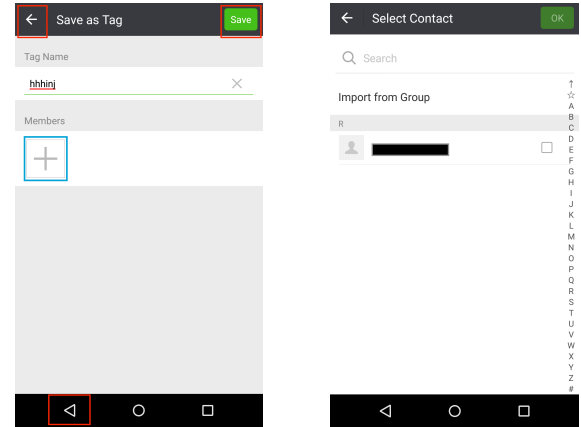 Save as Tag
Save
Tag Name
hhhinj
Members
Select Contact
OK
Search
Import from Group
R
↑
☆
A
B
C
D
E
F
G
H
I
J
K
L
M
N
O
P
Q
R
S
T
U
V
W
X
Y
Z
#